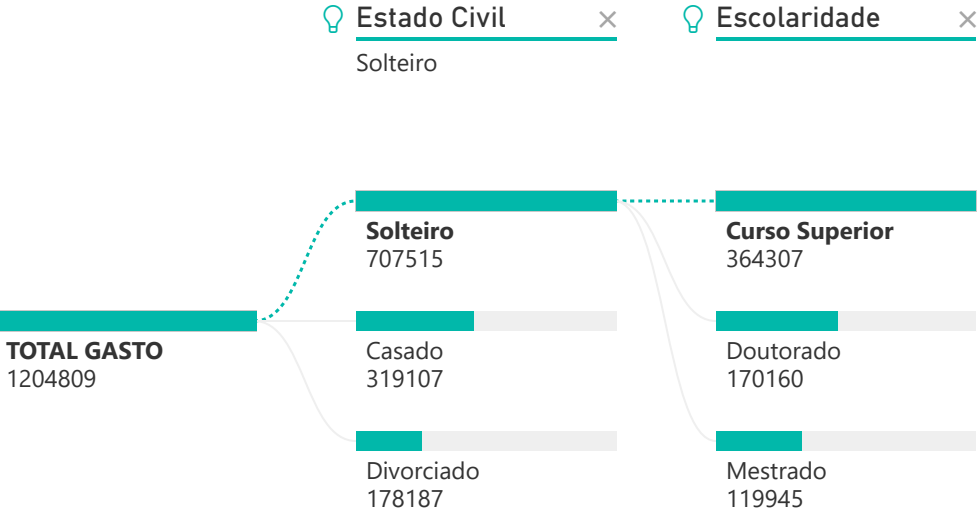 Estado Civil
Solteiro
Escolaridade
TOTAL GASTO
1204809
Solteiro
707515
Casado
319107
Divorciado
178187
Curso Superior
364307
Doutorado
170160
Mestrado
119945